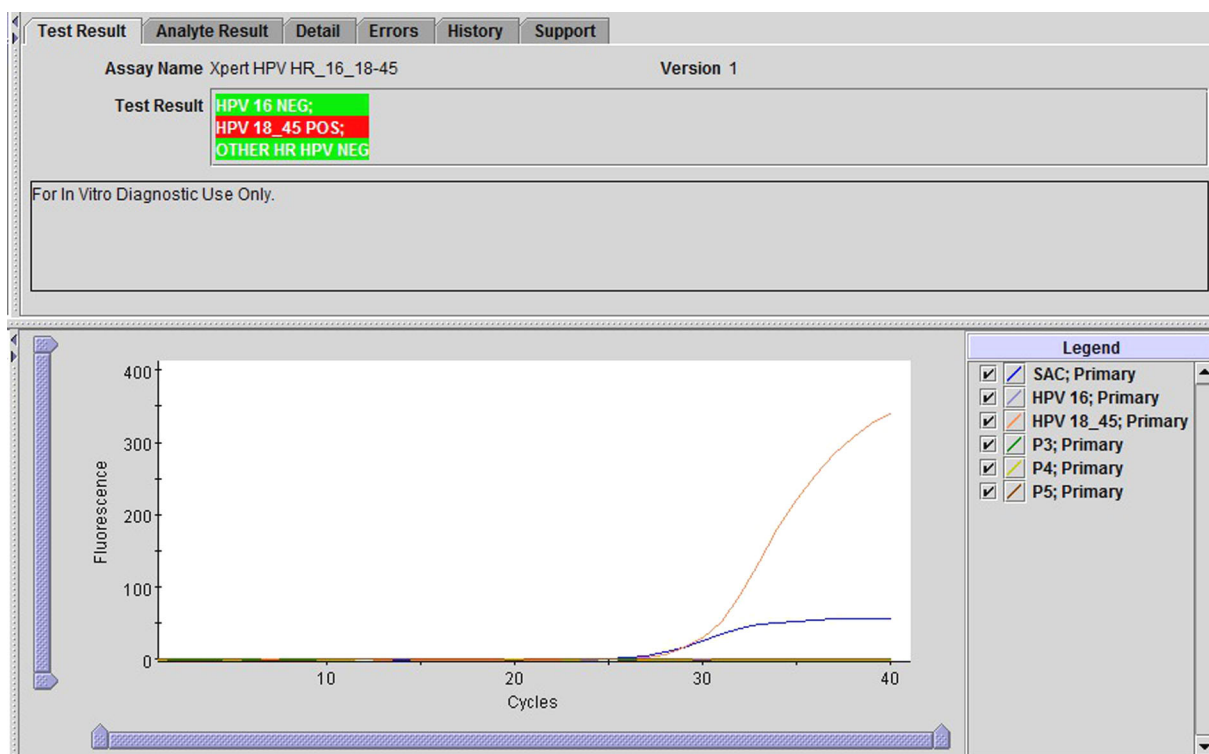 Test Result Analyte Result Detail Errors History Support
Assay Name Xpert HPV HR_16_18-45 Version 1
Test Result HPV 16 NEG;
HPV 18_45 POS;
OTHER HR HPV NEG
For In Vitro Diagnostic Use Only.
Legend
SAC; Primary
HPV 16; Primary
HPV 18_45; Primary
P3; Primary
P4; Primary
P5; Primary
Fluorescence
400
300
200
100
0
10 20 30 40
Cycles